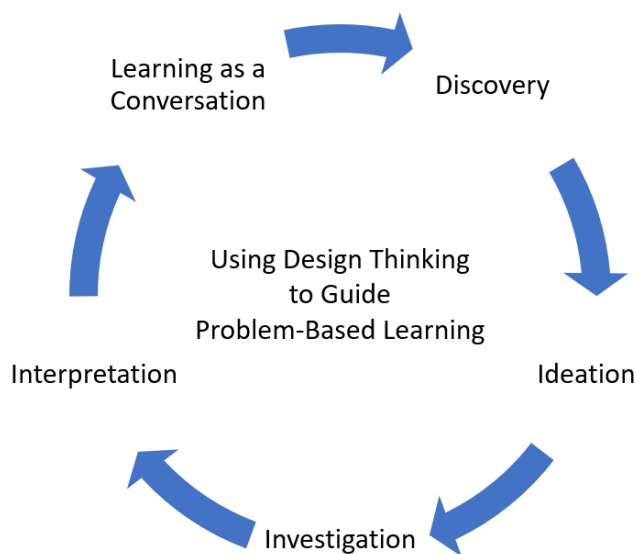 Learning as a
Conversation
Discovery
Using Design Thinking
to Guide
Problem-Based Learning
Interpretation
Ideation
Investigation